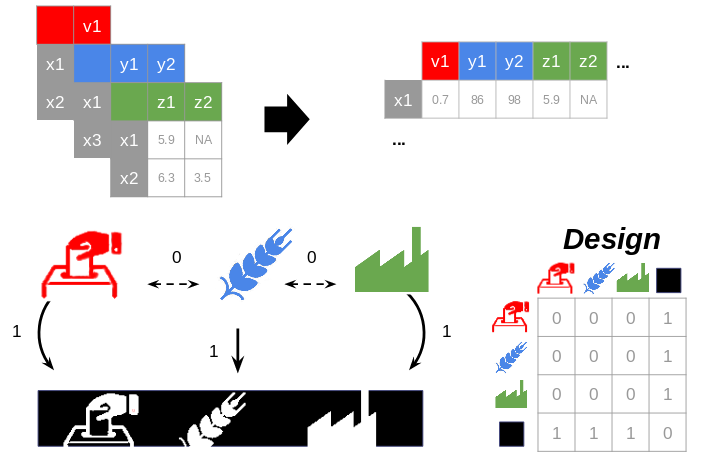 v1
x1 y1 y2
x2 x1 z1 z2
x3 x1 5.9 NA
x2 6.3 3.5
v1 y1 y2 z1 z2 ...
x1 0.7 86 98 5.9 NA
...
0 0
1 1 1
Design
0 0 0 1
0 0 0 1
0 0 0 1
1 1 1 0